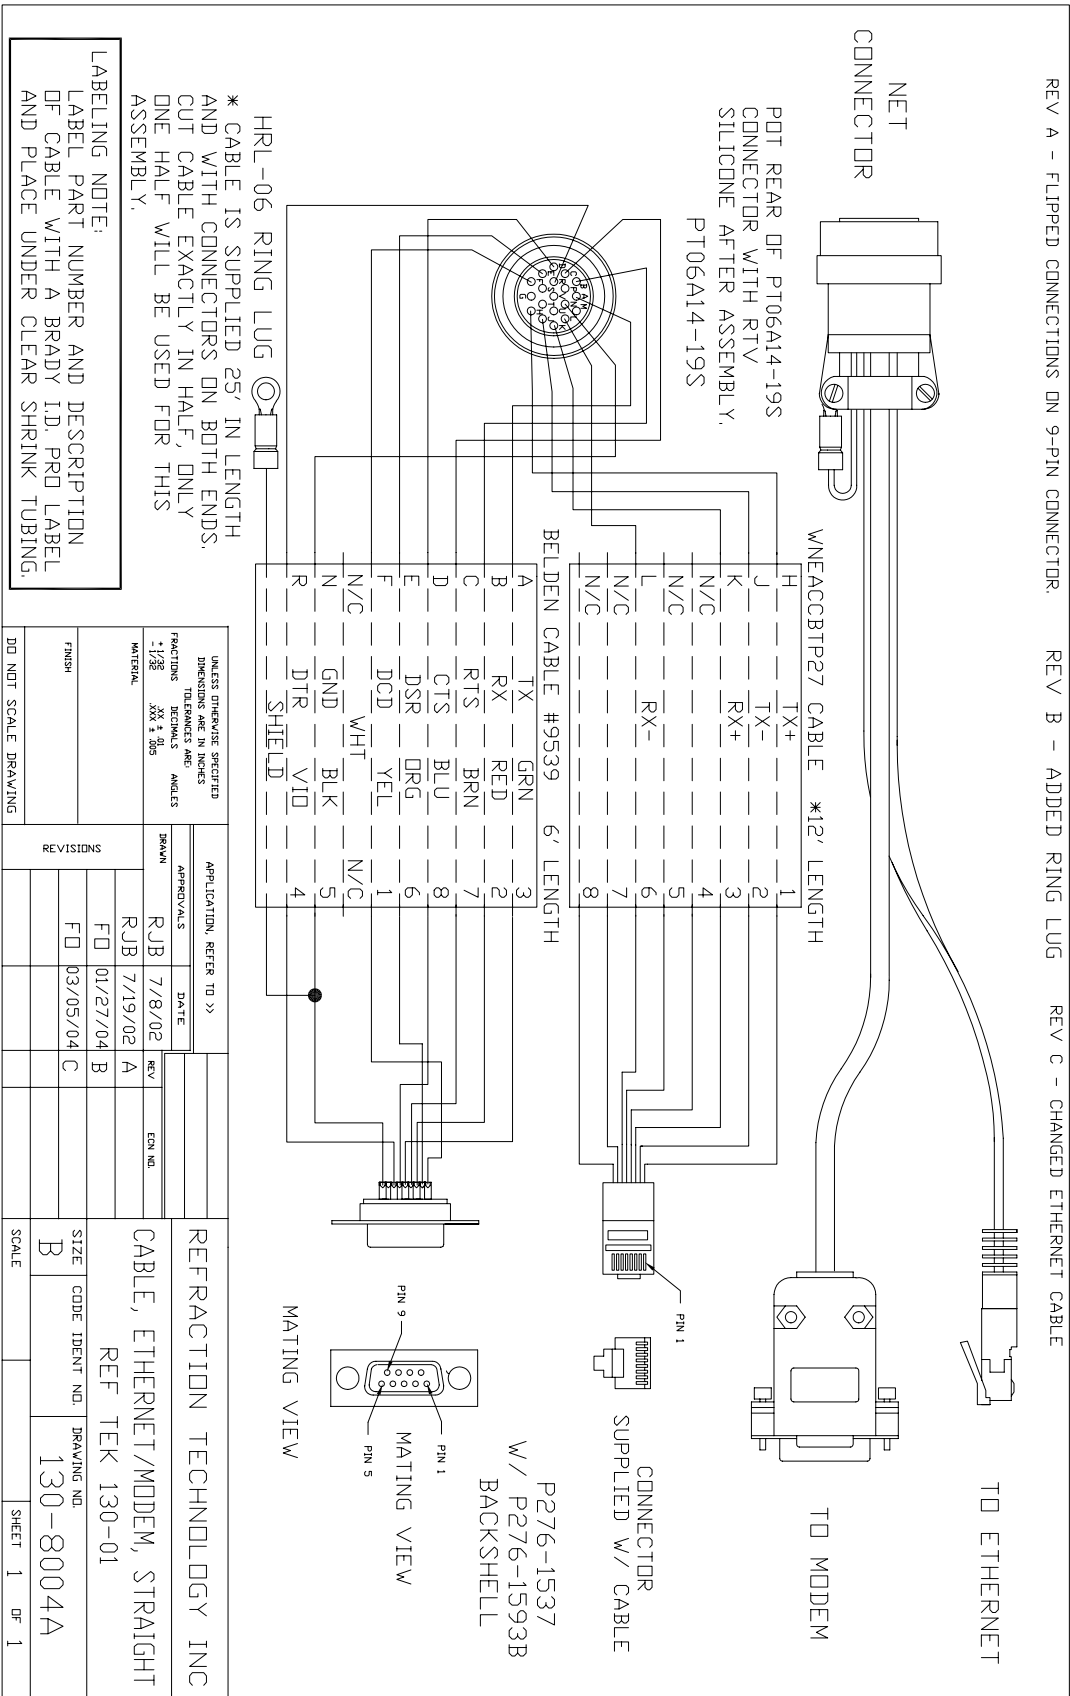 REV A - FLIPPED CONNECTIONS ON 9-PIN CONNECTOR.
REV B - ADDED RING LUG
REV C - CHANGED ETHERNET CABLE
NET
CONNECTOR
TO ETHERNET
TO MODEM
POT REAR OF PT06A14-19S
CONNECTOR WITH RTV
SILICONE AFTER ASSEMBLY.
PT06A14-19S
WNEACCBTP27 CABLE *12' LENGTH
H TX+ 1
J TX- 2
K RX+ 3
N/C 4
N/C 5
L RX- 6
N/C 7
N/C 8
PIN 1
CONNECTOR
SUPPLIED W/ CABLE
BELDEN CABLE #9539 6' LENGTH
A TX GRN 3
B RX RED 2
C RTS BRN 7
D CTS BLU 8
E DSR ORG 6
F DCD YEL 1
N/C WHT N/C
N GND BLK 5
R DTR VIO 4
SHIELD
P276-1537
W/ P276-1593B
BACKSHELL
PIN 1
PIN 5
PIN 9
MATING VIEW
MATING VIEW
HRL-06 RING LUG
* CABLE IS SUPPLIED 25' IN LENGTH
AND WITH CONNECTORS ON BOTH ENDS.
CUT CABLE EXACTLY IN HALF, ONLY
ONE HALF WILL BE USED FOR THIS
ASSEMBLY.
LABELING NOTE:
LABEL PART NUMBER AND DESCRIPTION
OF CABLE WITH A BRADY I.D. PRO LABEL
AND PLACE UNDER CLEAR SHRINK TUBING.
UNLESS OTHERWISE SPECIFIED
DIMENSIONS ARE IN INCHES
TOLERANCES ARE:
FRACTIONS DECIMALS ANGLES
+1/32 .XX ± .01
-1/32 .XXX ± .005
MATERIAL
FINISH
DO NOT SCALE DRAWING
APPLICATION, REFER TO >>
APPROVALS DATE
DRAWN RJB 7/8/02 REV ECN NO.
REVISIONS
RJB 7/19/02 A
FO 01/27/04 B
FO 03/05/04 C
REFRACTION TECHNOLOGY INC
CABLE, ETHERNET/MODEM, STRAIGHT
REF TEK 130-01
SIZE CODE IDENT NO. DRAWING NO.
B 130-8004A
SCALE SHEET 1 OF 1